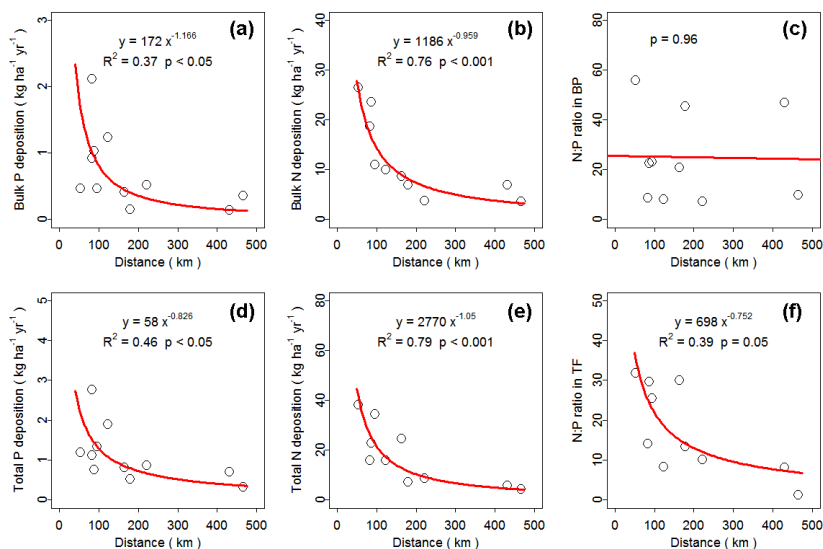 (a)
y = 172 x^-1.166
R^2 = 0.37 p < 0.05
Bulk P deposition ( kg ha^-1 yr^-1 )
0 1 2 3
0 100 200 300 400 500
Distance ( km )
(b)
y = 1186 x^-0.959
R^2 = 0.76 p < 0.001
Bulk N deposition ( kg ha^-1 yr^-1 )
0 10 20 30 40
0 100 200 300 400 500
Distance ( km )
(c)
p = 0.96
N:P ratio in BP
0 20 40 60 80
0 100 200 300 400 500
Distance ( km )
(d)
y = 58 x^-0.826
R^2 = 0.46 p < 0.05
Total P deposition ( kg ha^-1 yr^-1 )
0 1 2 3 4 5
0 100 200 300 400 500
Distance ( km )
(e)
y = 2770 x^-1.05
R^2 = 0.79 p < 0.001
Total N deposition ( kg ha^-1 yr^-1 )
0 20 40 60 80
0 100 200 300 400 500
Distance ( km )
(f)
y = 698 x^-0.752
R^2 = 0.39 p = 0.05
N:P ratio in TF
0 10 20 30 40 50
0 100 200 300 400 500
Distance ( km )